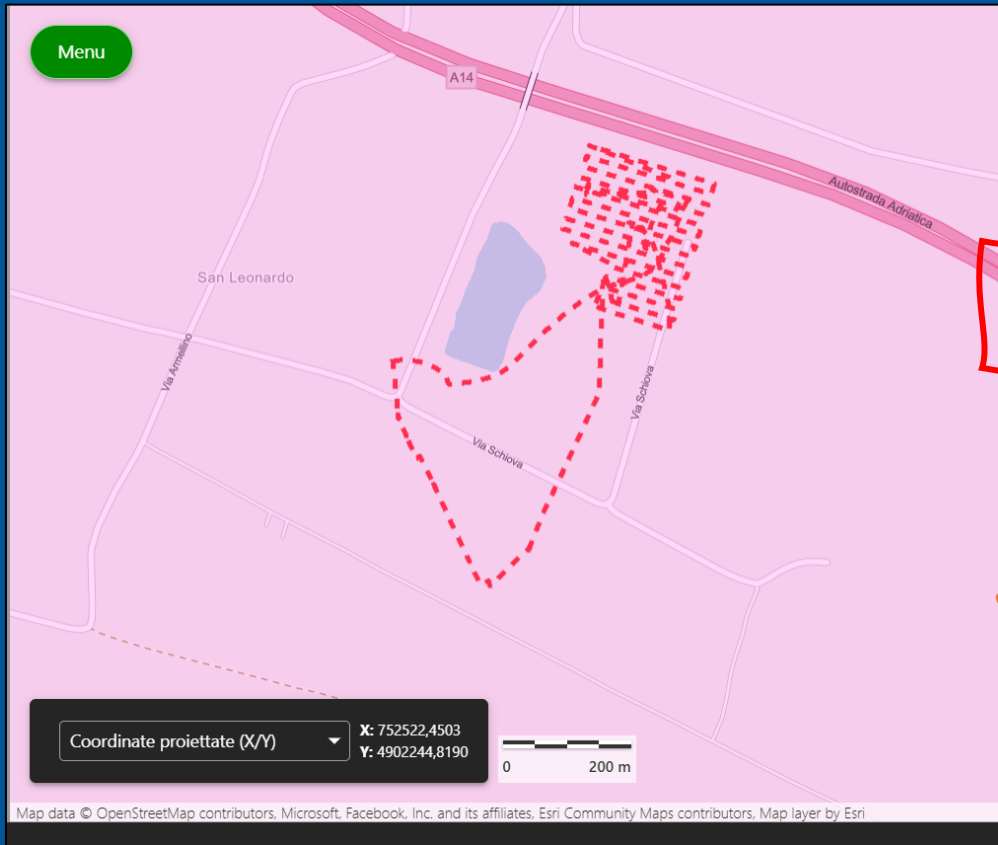 Menu
A14
Autostrada Adriatica
San Leonardo
Via Armellino
Via Schiova
Via Schiova
Coordinate proiettate (X/Y)
X: 752522,4503
Y: 4902244,8190
0 200 m
Map data © OpenStreetMap contributors, Microsoft, Facebook, Inc. and its affiliates, Esri Community Maps contributors, Map layer by Esri